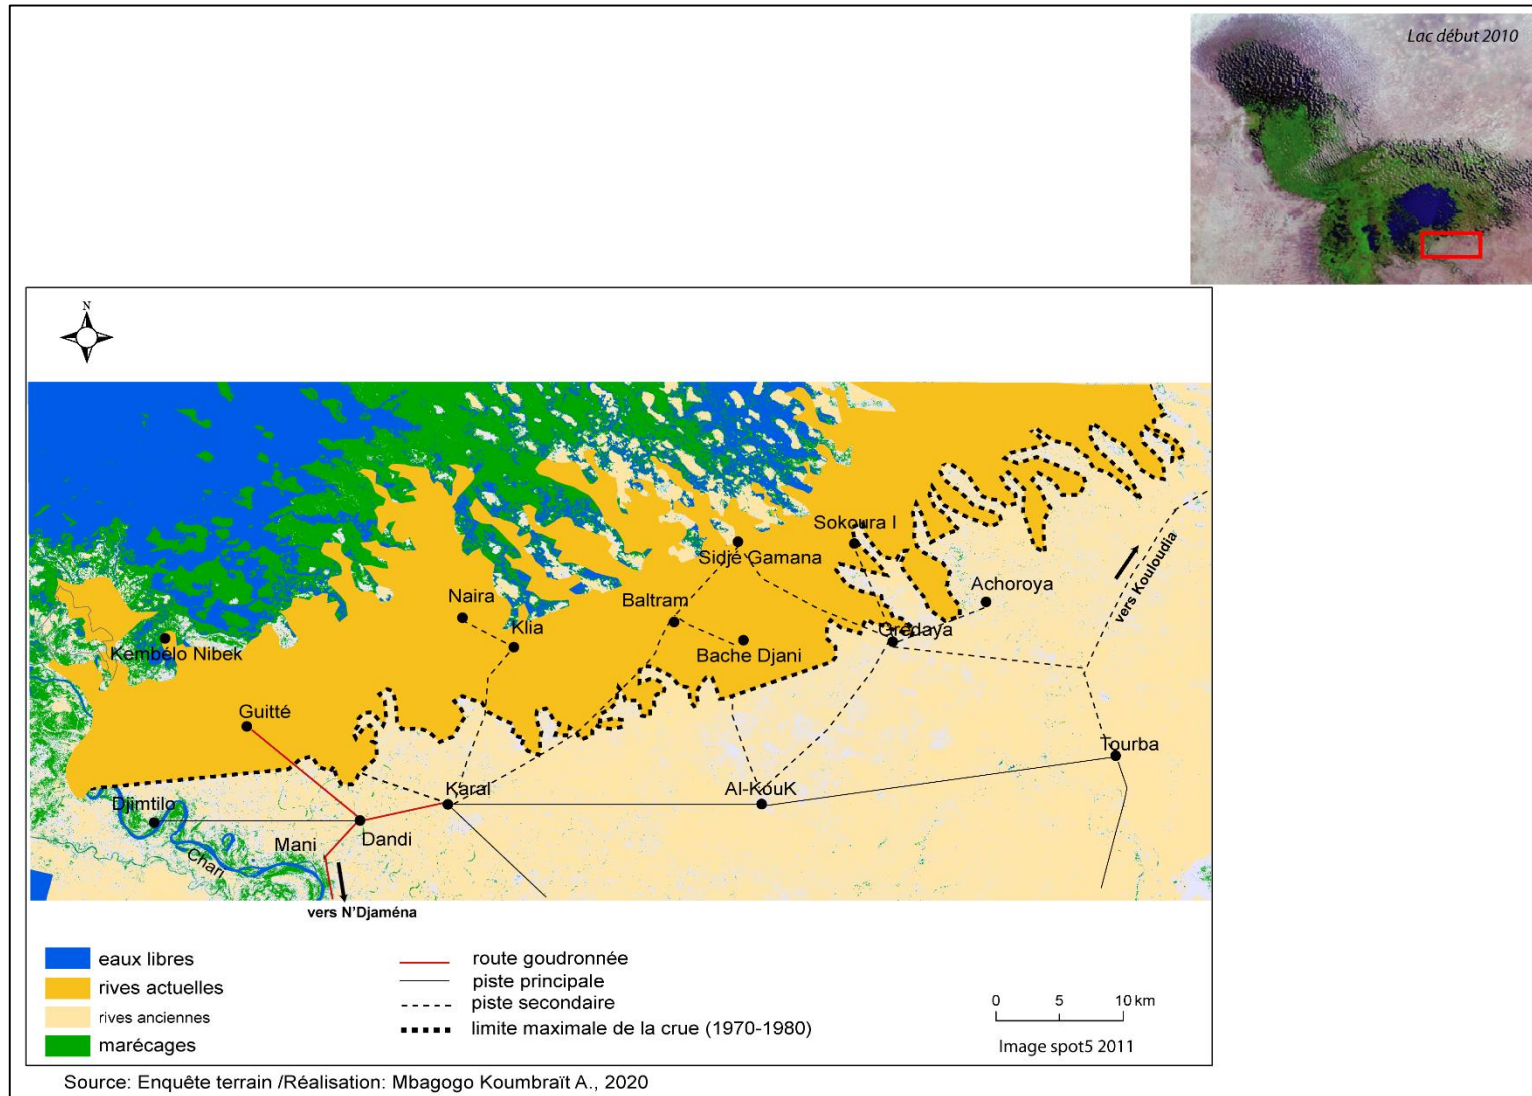 Lac début 2010
N
Sokoura I
Sidje Gamana
Achoroya
vers Kouloudia
Naira
Baltram
Klia
Grédaya
Kembélo Nibek
Bache Djani
Guitté
Tourba
Karal
Al-KouK
Djimtilo
Mani
Dandi
Chari
vers N'Djaména
eaux libres
rives actuelles
rives anciennes
marécages
route goudronnée
piste principale
piste secondaire
limite maximale de la crue (1970-1980)
0 5 10 km
Image spot5 2011
Source: Enquête terrain /Réalisation: Mbagogo Koumbraït A., 2020